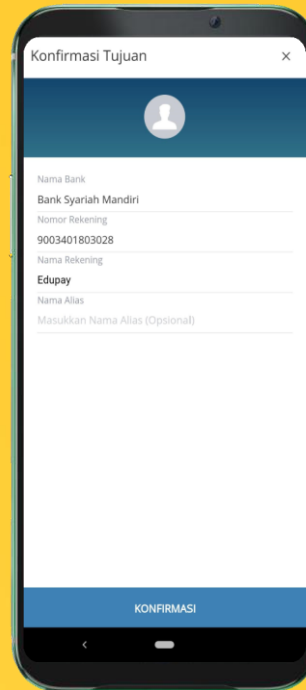 Konfirmasi Tujuan
Nama Bank
Bank Syariah Mandiri
Nomor Rekening
9003401803028
Nama Rekening
Edupay
Nama Alias
Masukkan Nama Alias (Opsional)
KONFIRMASI